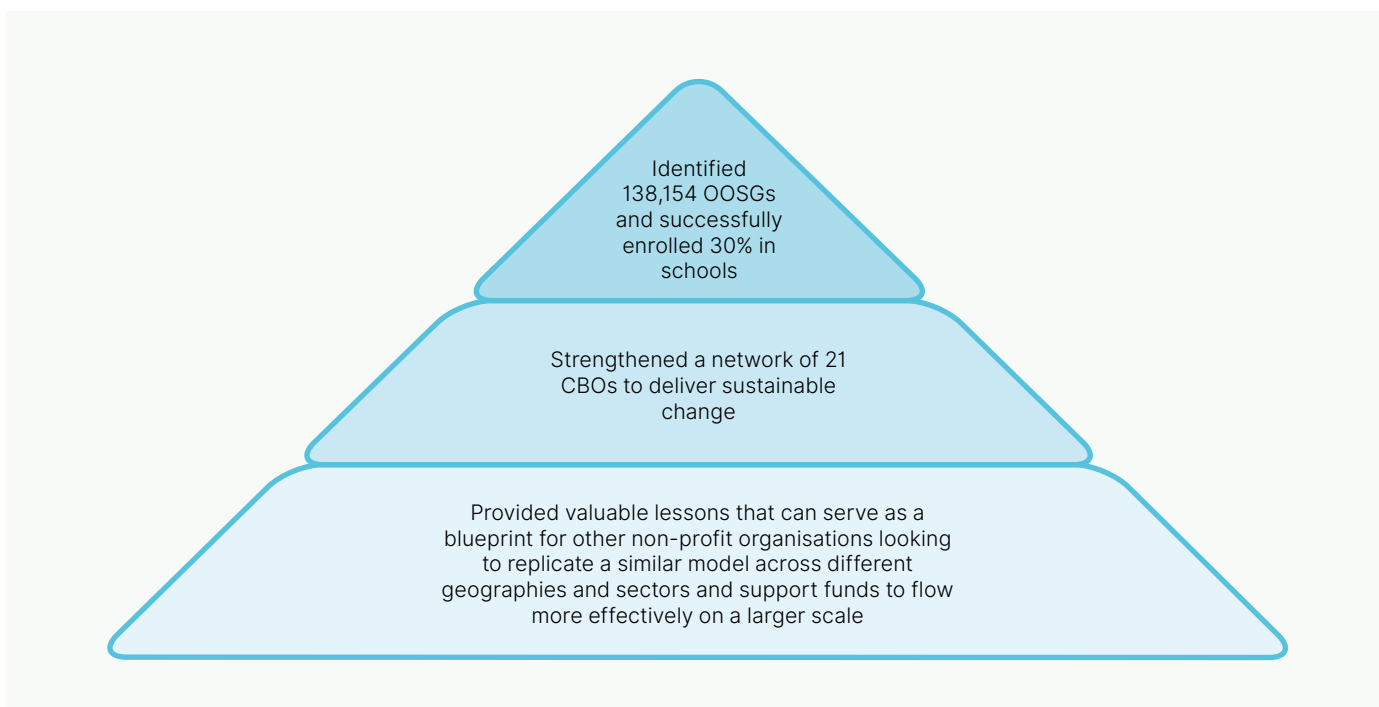 Identified
138,154 OOSGs
and successfully
enrolled 30% in
schools
Strengthened a network of 21
CBOs to deliver sustainable
change
Provided valuable lessons that can serve as a
blueprint for other non-profit organisations looking
to replicate a similar model across different
geographies and sectors and support funds to flow
more effectively on a larger scale